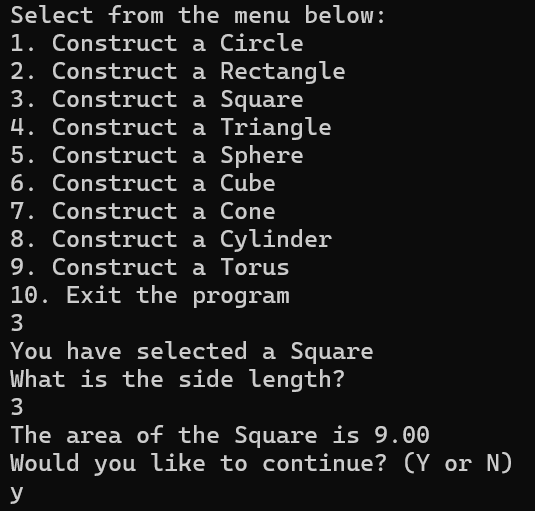 Select from the menu below:
1. Construct a Circle
2. Construct a Rectangle
3. Construct a Square
4. Construct a Triangle
5. Construct a Sphere
6. Construct a Cube
7. Construct a Cone
8. Construct a Cylinder
9. Construct a Torus
10. Exit the program
3
You have selected a Square
What is the side length?
3
The area of the Square is 9.00
Would you like to continue? (Y or N)
y